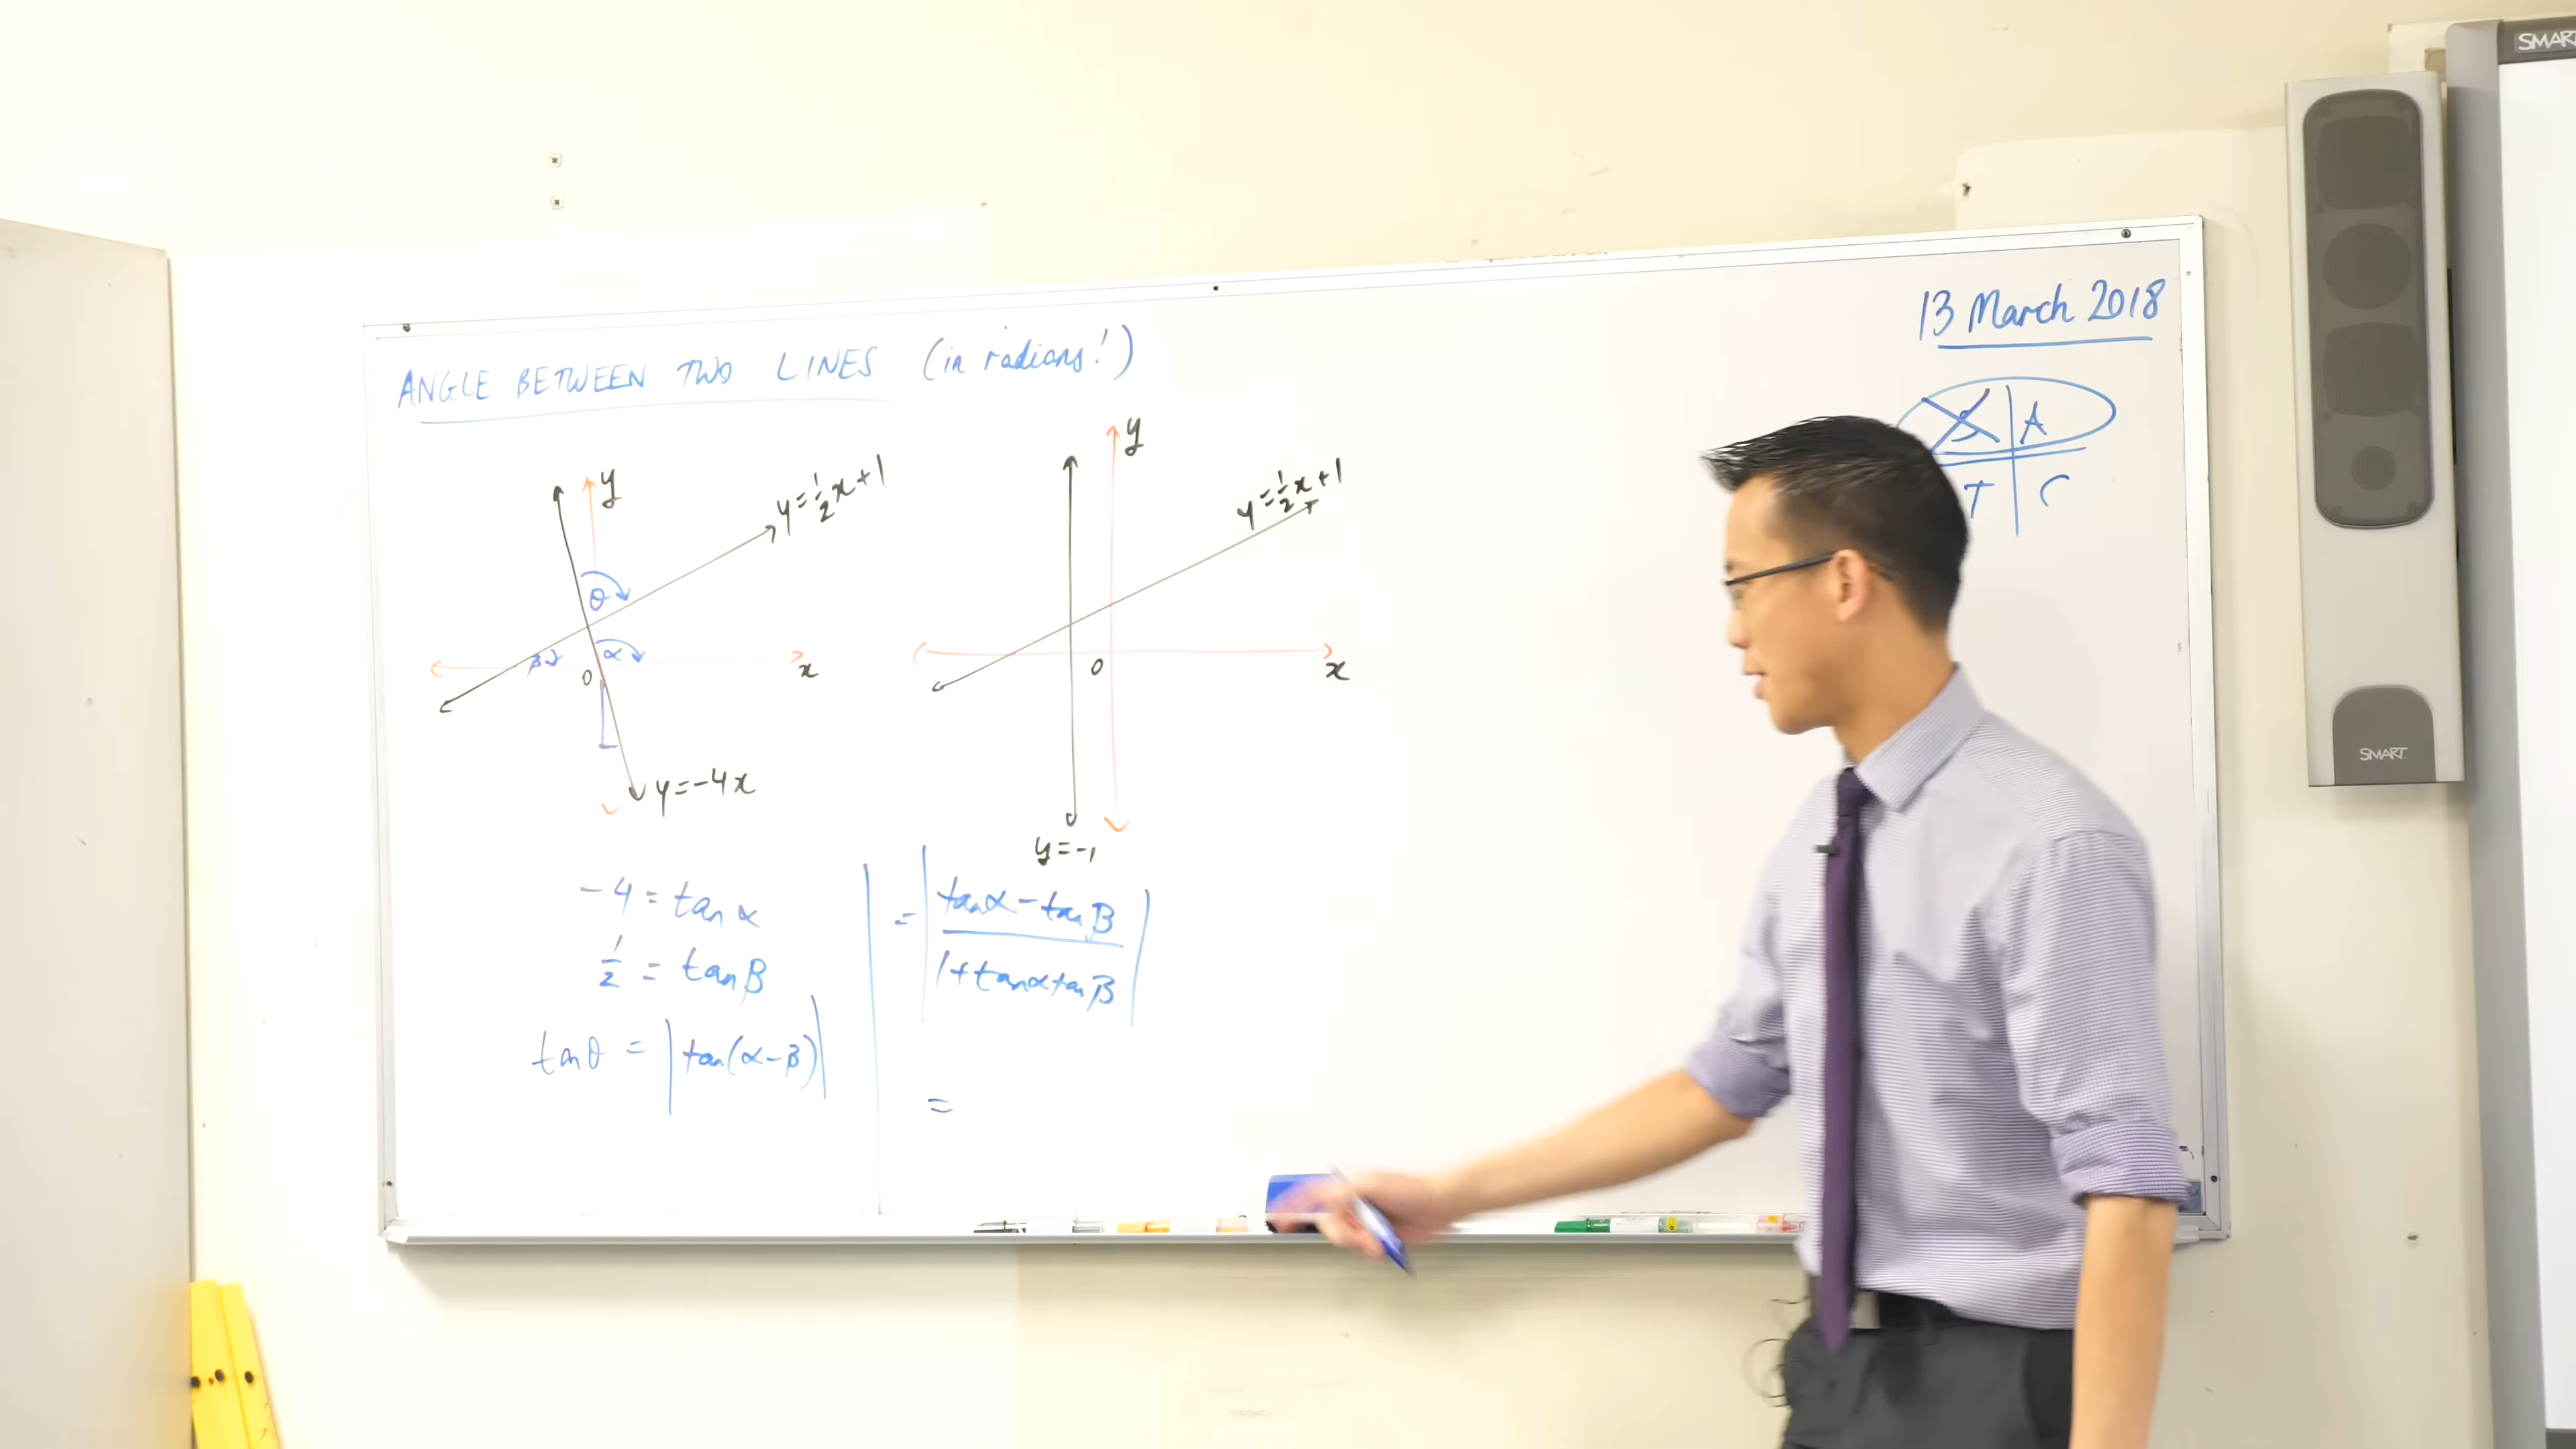 SMART
13 March 2018
ANGLE BETWEEN TWO LINES (in radians!)
S A
T C
y
y = 1/2 x + 1
θ
β α
0
x
y = -4x
y
y = 1/2 x + 1
0
x
y = -1
-4 = tan α
1/2 = tan β
tan θ = |tan(α - β)|
= |tan α - tan β / 1 + tan α tan β|
=
SMART